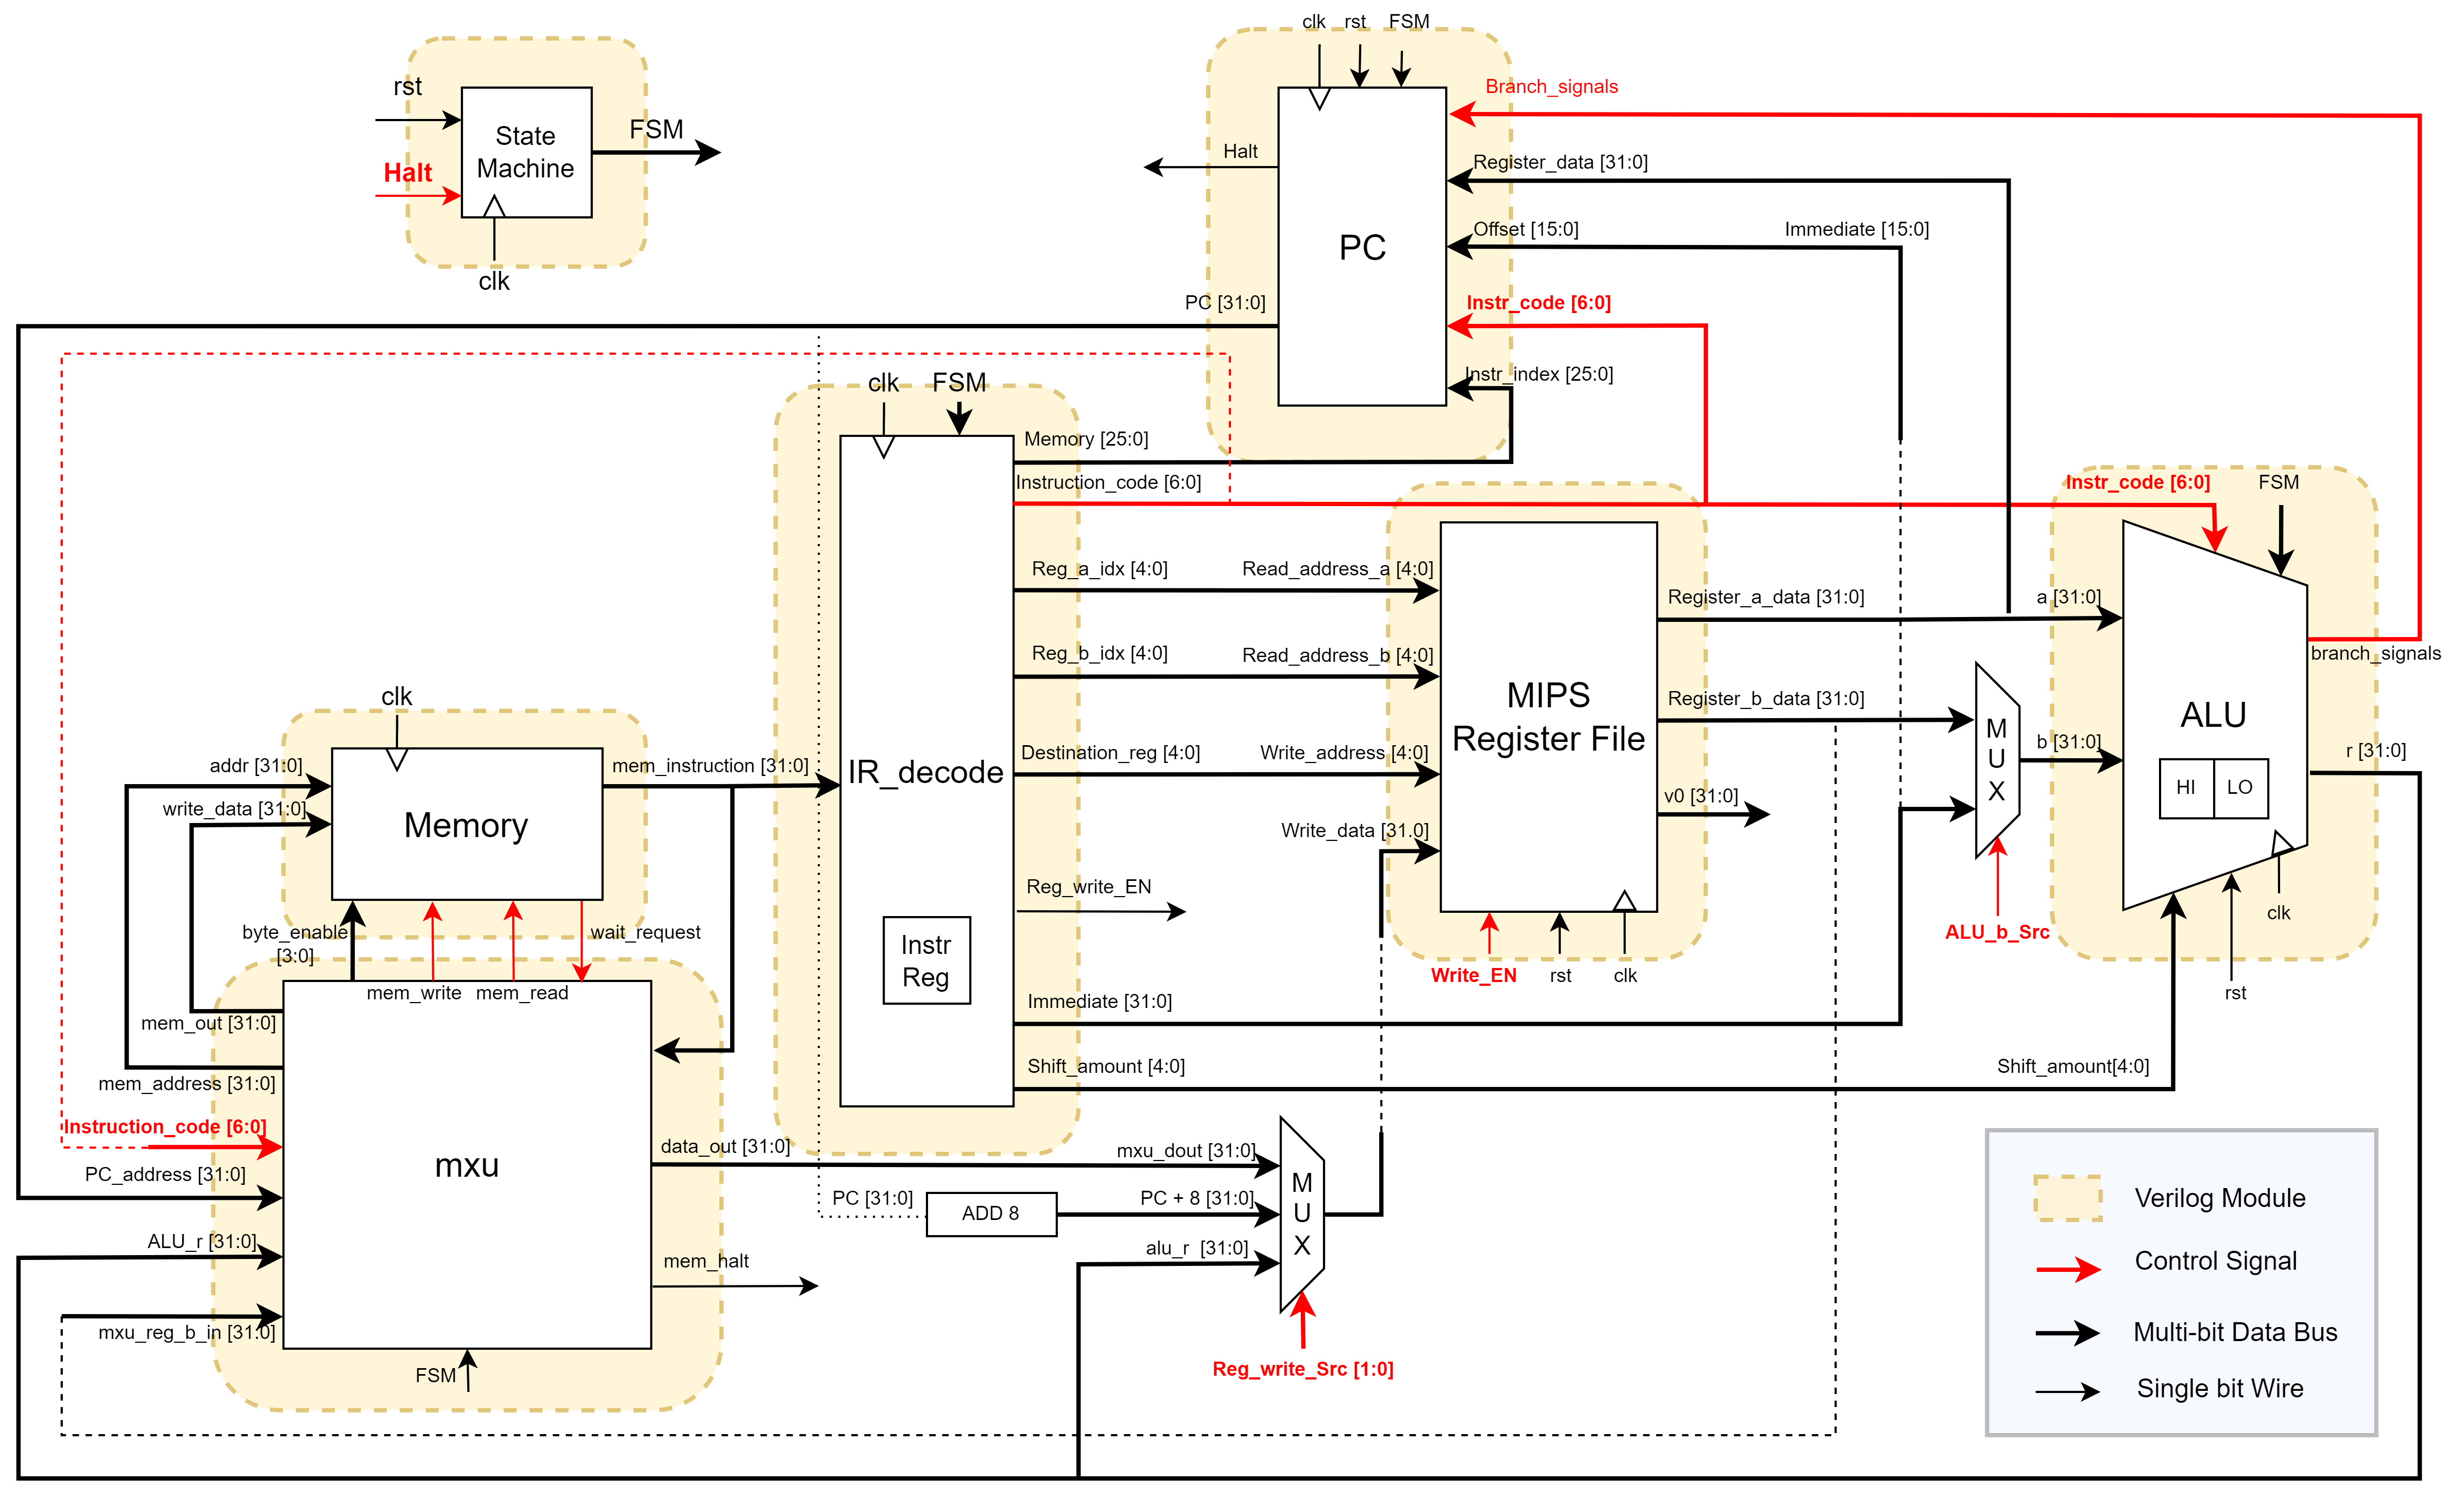 clk
rst
FSM
rst
Halt
State
Machine
FSM
clk
Branch_signals
Halt
Register_data [31:0]
PC
Offset [15:0]
Immediate [15:0]
PC [31:0]
Instr_code [6:0]
Instr_index [25:0]
clk
FSM
Memory [25:0]
Instruction_code [6:0]
Instr_code [6:0]
FSM
Reg_a_idx [4:0]
Read_address_a [4:0]
Register_a_data [31:0]
a [31:0]
Reg_b_idx [4:0]
Read_address_b [4:0]
branch_signals
MIPS
Register File
Register_b_data [31:0]
M
U
X
ALU
b [31:0]
r [31:0]
HI
LO
clk
addr [31:0]
mem_instruction [31:0]
IR_decode
Destination_reg [4:0]
Write_address [4:0]
v0 [31:0]
write_data [31:0]
Memory
Write_data [31.0]
Reg_write_EN
Instr
Reg
byte_enable
[3:0]
wait_request
mem_write
mem_read
Write_EN
rst
clk
ALU_b_Src
clk
rst
mem_out [31:0]
Immediate [31:0]
mem_address [31:0]
Shift_amount [4:0]
Shift_amount[4:0]
Instruction_code [6:0]
mxu
data_out [31:0]
mxu_dout [31:0]
PC_address [31:0]
PC [31:0]
ADD 8
PC + 8 [31:0]
M
U
X
ALU_r [31:0]
mem_halt
alu_r [31:0]
mxu_reg_b_in [31:0]
FSM
Reg_write_Src [1:0]
Verilog Module
Control Signal
Multi-bit Data Bus
Single bit Wire